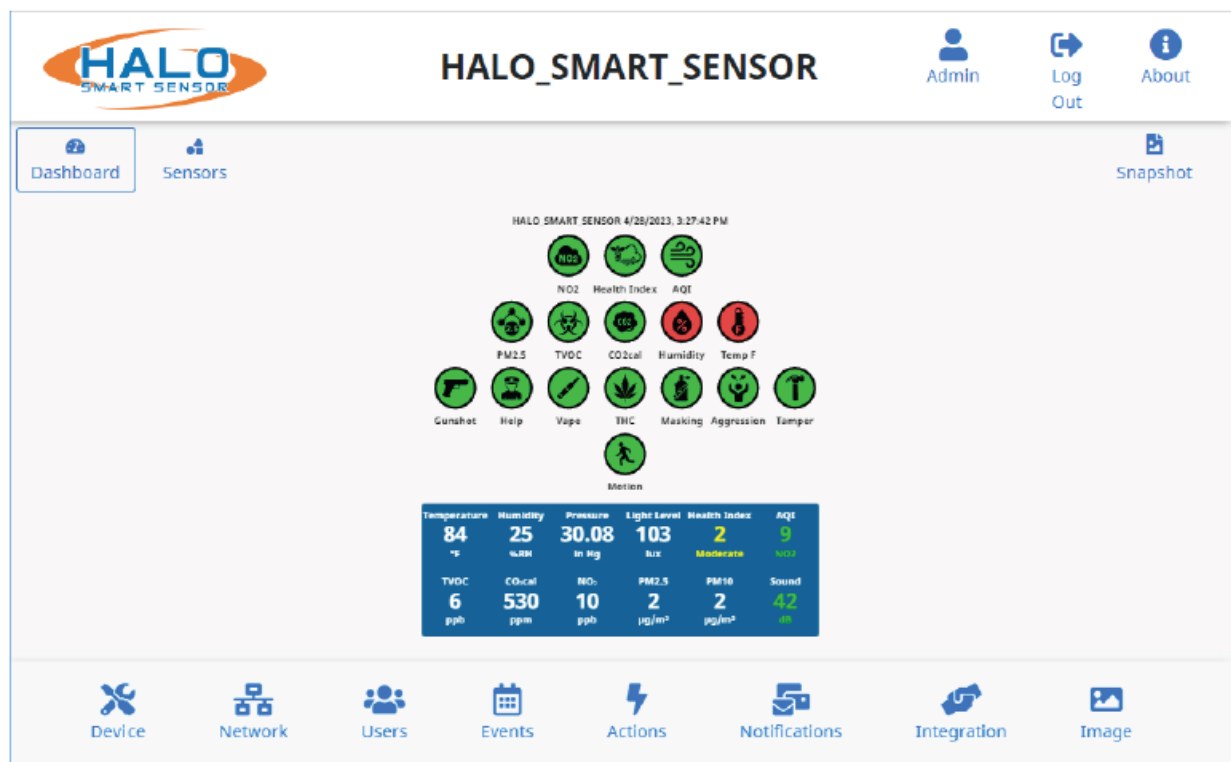 HALO
SMART SENSOR
HALO_SMART_SENSOR
Admin
Log
Out
About
Dashboard
Sensors
Snapshot
HALO SMART SENSOR 4/28/2023, 3:27:42 PM
NO2
NO2 Health Index AQI
2.5
CO2
%
F
PM2.5 TVOC CO2cal Humidity Temp F
Gunshot Help Vape THC Masking Aggression Tamper
Motion
Temperature Humidity Pressure Light Level Health Index AQI
84 25 30.08 103 2 9
°F %RH in Hg lux Moderate NO2
TVOC CO₂cal NO₂ PM2.5 PM10 Sound
6 530 10 2 2 42
ppb ppm ppb µg/m³ µg/m³ dB
Device Network Users Events Actions Notifications Integration Image